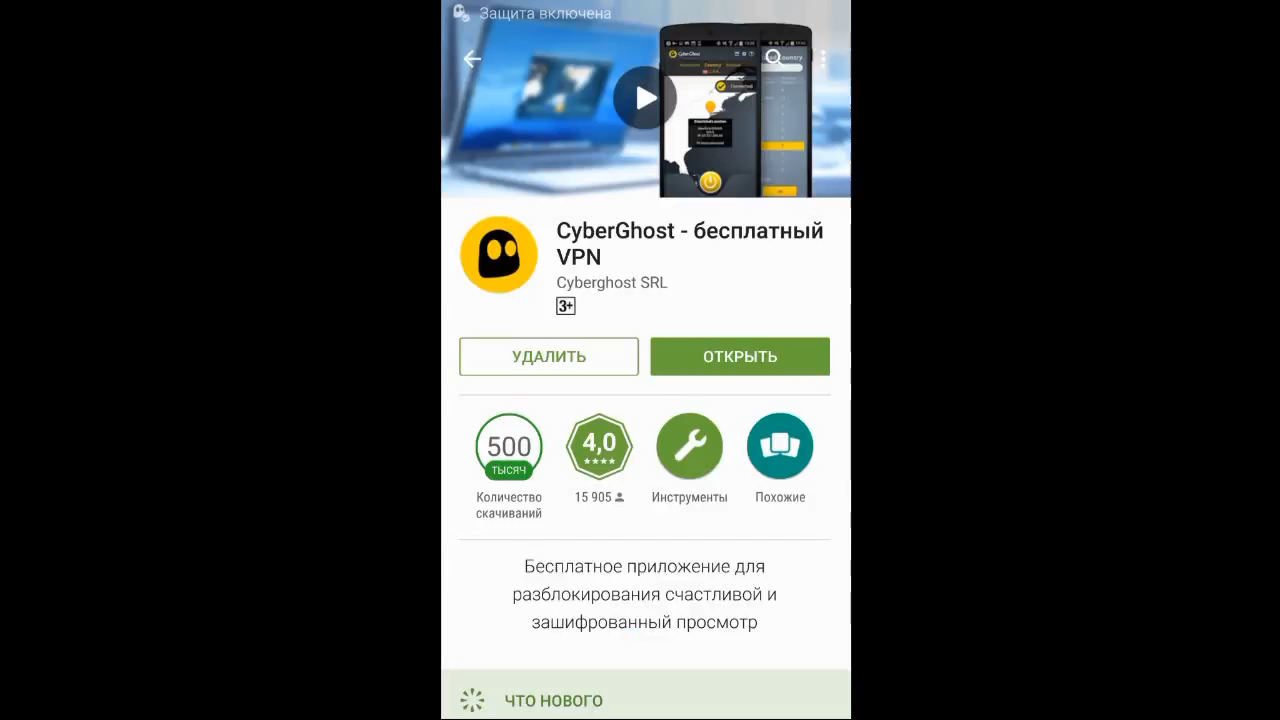 Защита включена
CyberGhost - бесплатный
VPN
Cyberghost SRL
3+
УДАЛИТЬ
ОТКРЫТЬ
500
ТЫСЯЧ
4,0
Количество
скачиваний
15 905
Инструменты
Похожие
Бесплатное приложение для
разблокирования счастливой и
зашифрованный просмотр
ЧТО НОВОГО